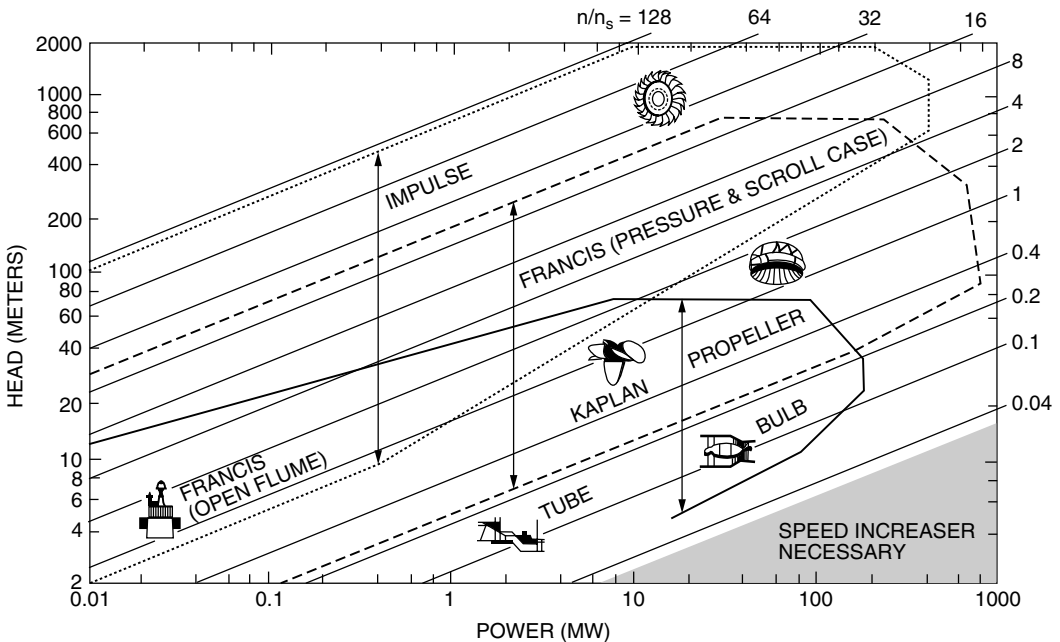 n/nₛ = 128 64 32 16
2000
1000
800
600
400
200
100
80
60
40
20
10
8
6
4
2
HEAD (METERS)
8
4
2
1
0.4
0.2
0.1
0.04
IMPULSE
FRANCIS (PRESSURE & SCROLL CASE)
PROPELLER
KAPLAN
BULB
FRANCIS
(OPEN FLUME)
TUBE
SPEED INCREASER
NECESSARY
0.01 0.1 1 10 100 1000
POWER (MW)